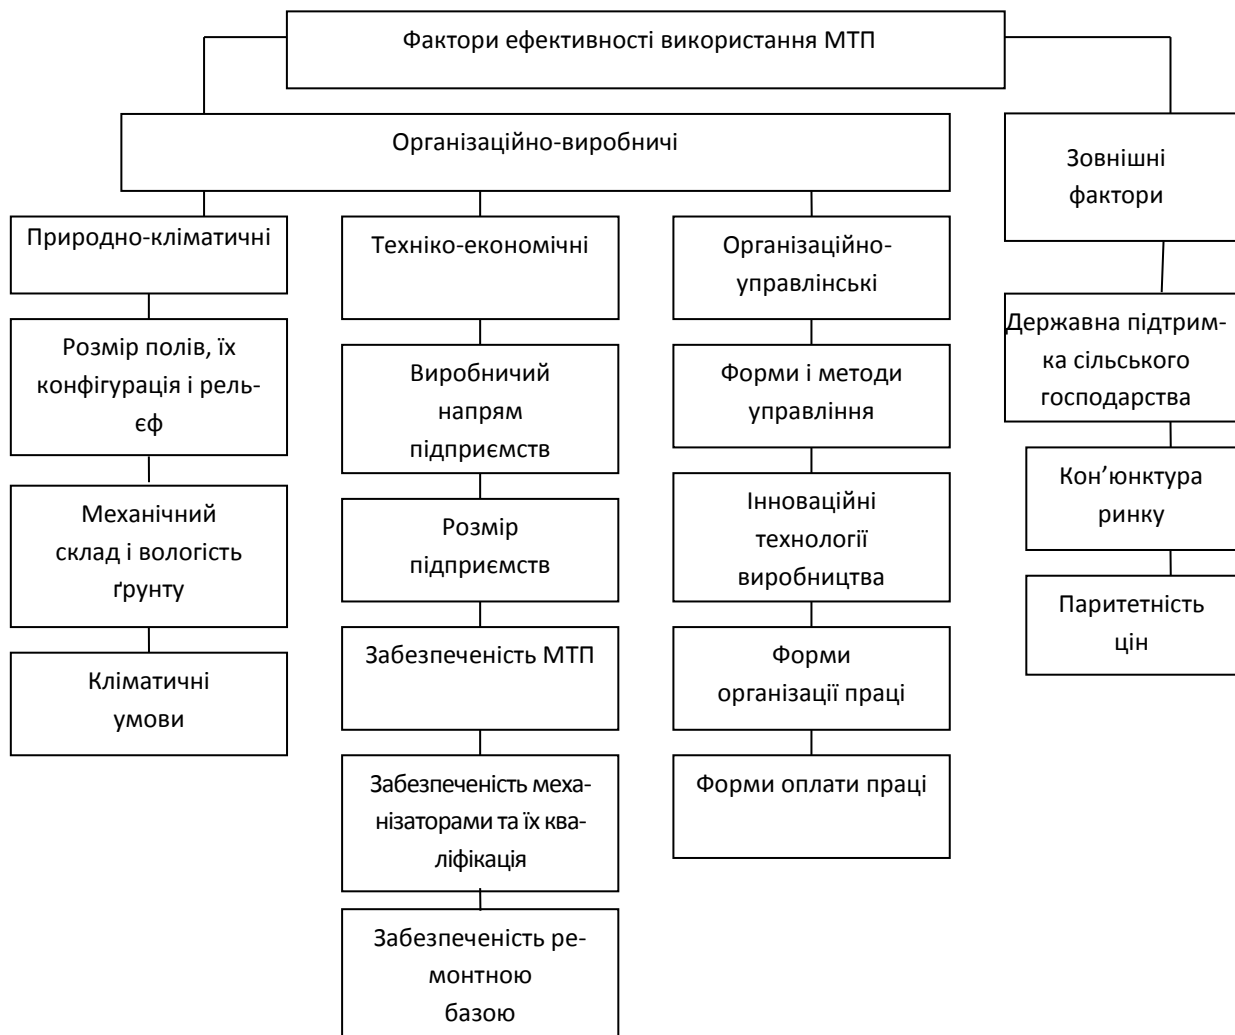 Фактори ефективності використання МТП
Організаційно-виробничі
Зовнішні
фактори
Природно-кліматичні
Техніко-економічні
Організаційно-
управлінські
Розмір полів, їх
конфігурація і рель-
єф
Механічний
склад і вологість
ґрунту
Кліматичні
умови
Виробничий
напрям
підприємств
Розмір
підприємств
Забезпеченість МТП
Забезпеченість меха-
нізаторами та їх ква-
ліфікація
Забезпеченість ре-
монтною
базою
Форми і методи
управління
Інноваційні
технології
виробництва
Форми
організації праці
Форми оплати праці
Державна підтрим-
ка сільського
господарства
Кон’юнктура
ринку
Паритетність
цін